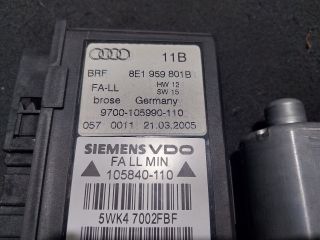 11B
BRF 8E1 959 801B
FA-LL HW 12
SW 15
brose Germany
9700-105990-110
057 0011 21.03.2005
SIEMENS VDO
FA LL MIN
105840-110
5WK4 7002FBF